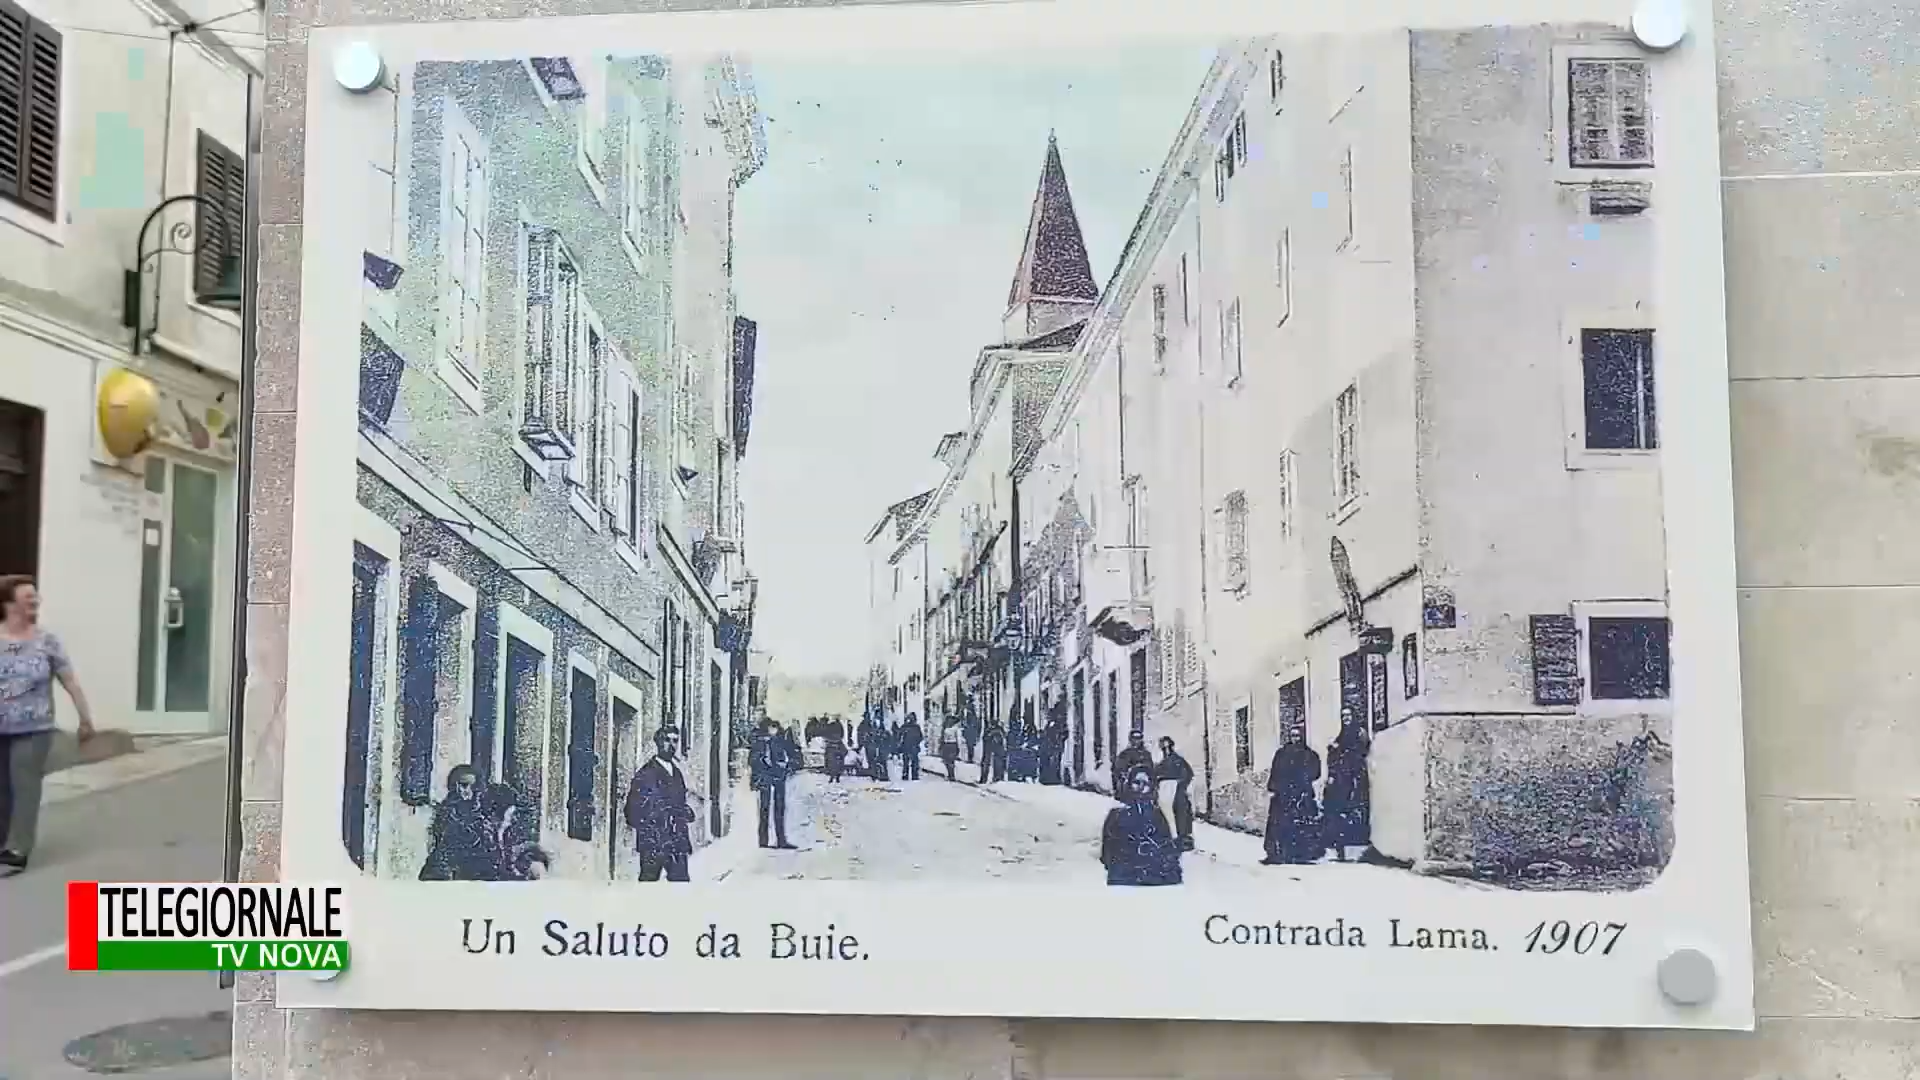 Un Saluto da Buie.
Contrada Lama. 1907
TELEGIORNALE
TV NOVA